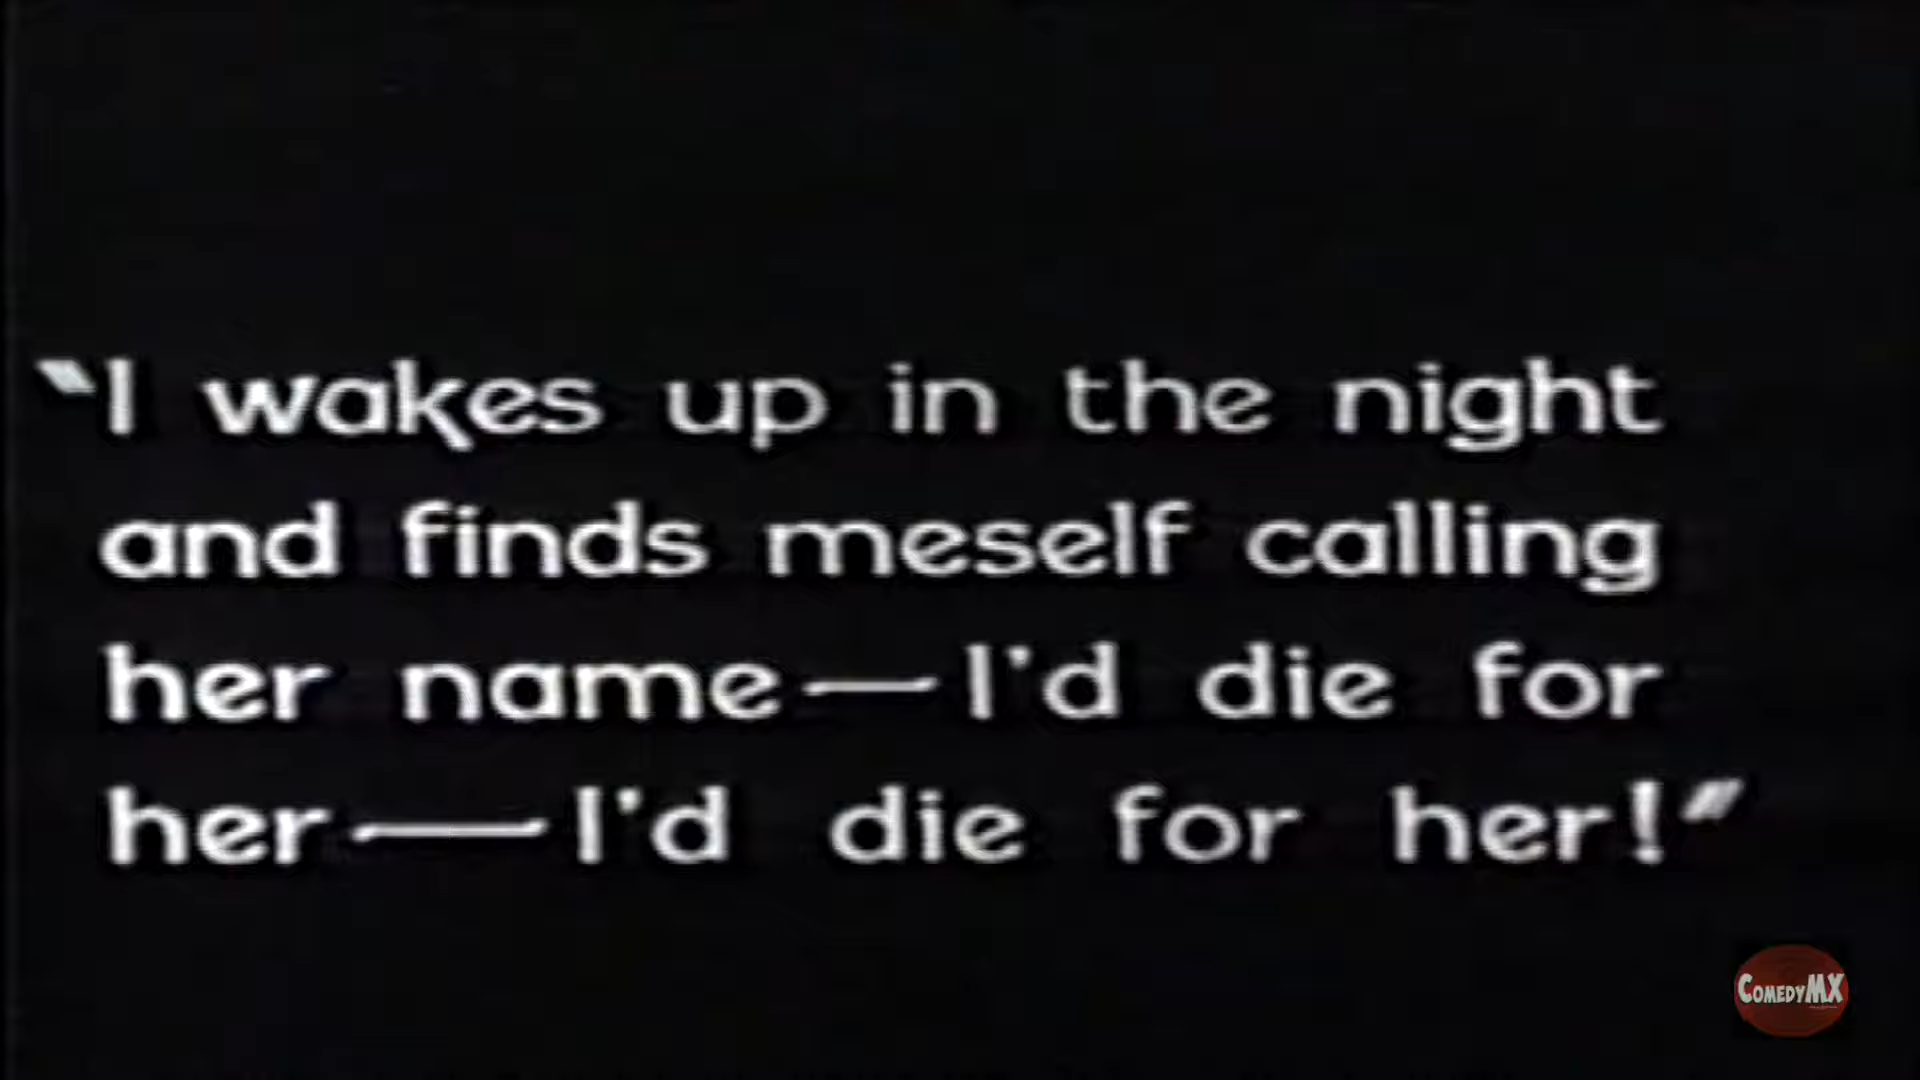 "I wakes up in the night
and finds meself calling
her name—I'd die for
her——I'd die for her!"
COMEDYMX